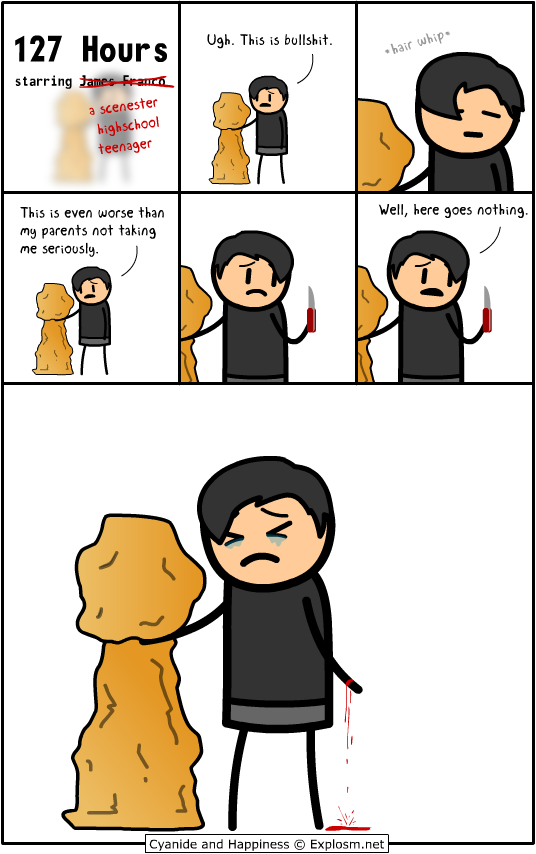 127 Hours
starring James Franco
a scenester
highschool
teenager
Ugh. This is bullshit.
*hair whip*
This is even worse than
my parents not taking
me seriously.
Well, here goes nothing.
Cyanide and Happiness © Explosm.net